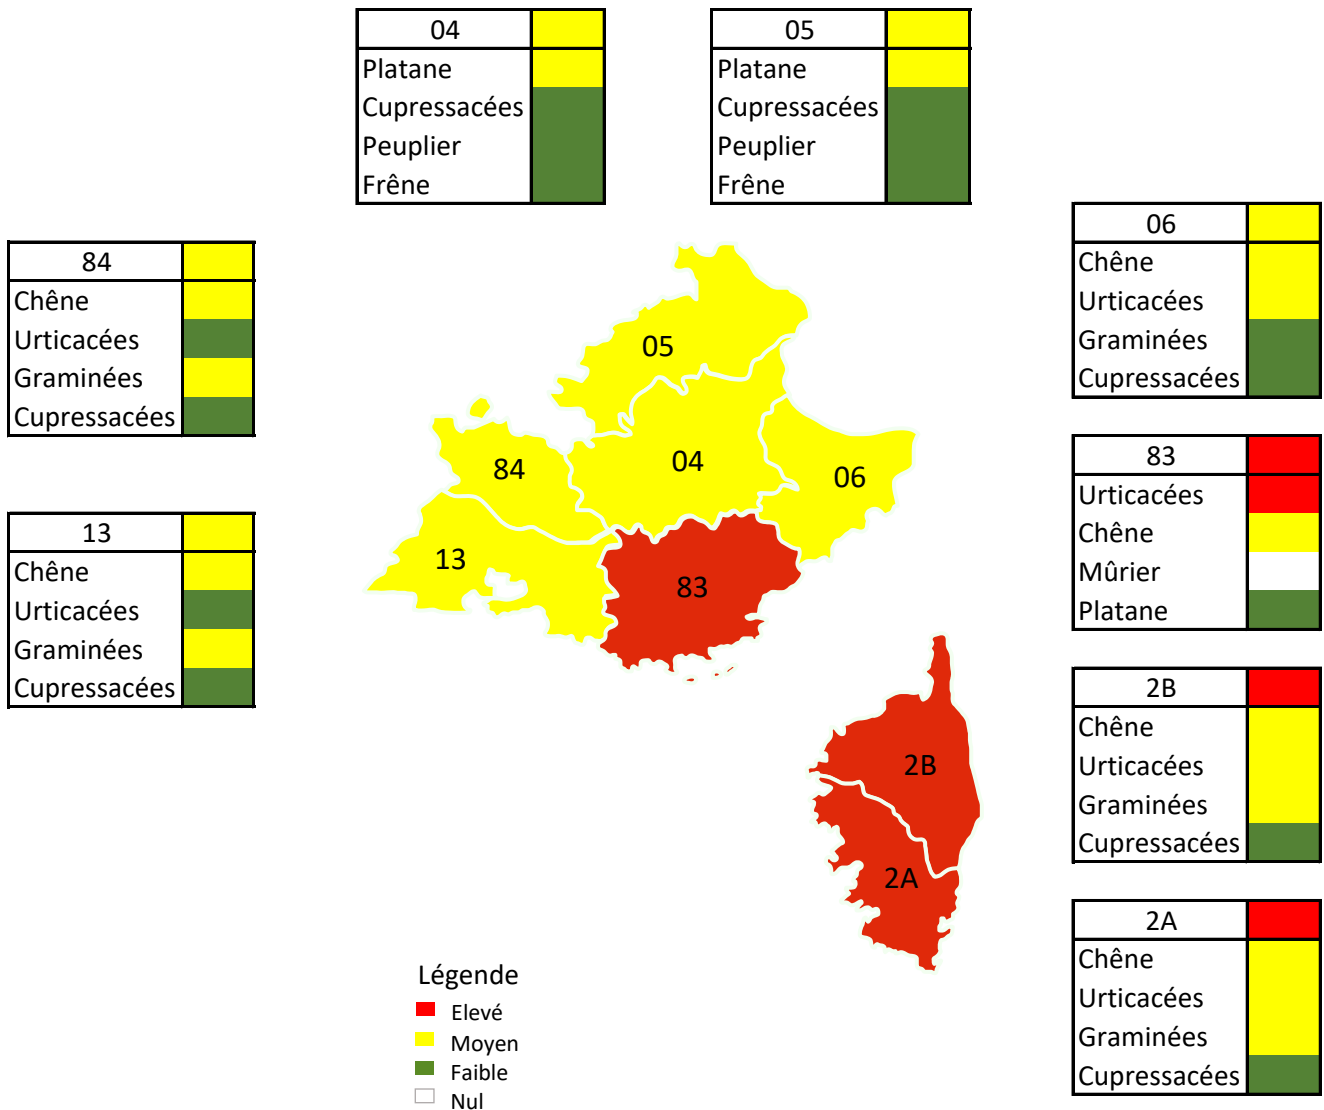 04
Platane
Cupressacées
Peuplier
Frêne
05
Platane
Cupressacées
Peuplier
Frêne
84
Chêne
Urticacées
Graminées
Cupressacées
13
Chêne
Urticacées
Graminées
Cupressacées
05
04
84
06
13
83
2B
2A
06
Chêne
Urticacées
Graminées
Cupressacées
83
Urticacées
Chêne
Mûrier
Platane
2B
Chêne
Urticacées
Graminées
Cupressacées
2A
Chêne
Urticacées
Graminées
Cupressacées
Légende
Elevé
Moyen
Faible
Nul